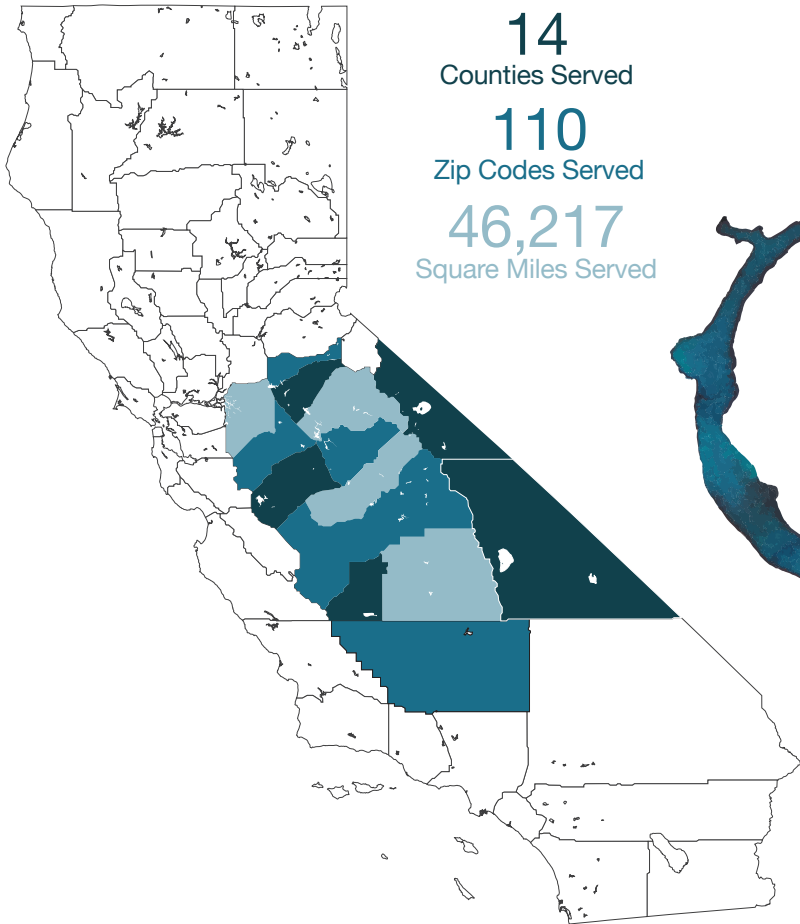 14
Counties Served
110
Zip Codes Served
46,217
Square Miles Served